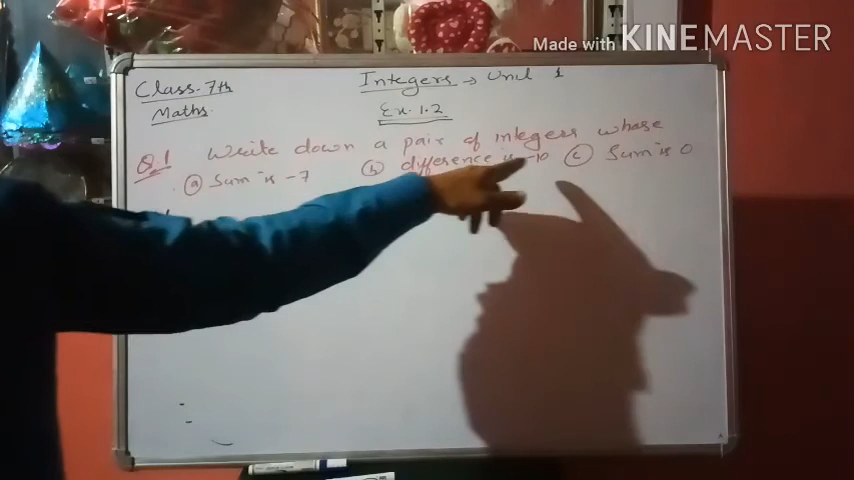 Made with KINEMASTER
Class. 7th Integers → Unit 1
Maths. Ex. 1.2
Q.1 Write down a pair of integers whose
(a) Sum is -7 (b) difference is -10 (c) Sum is 0